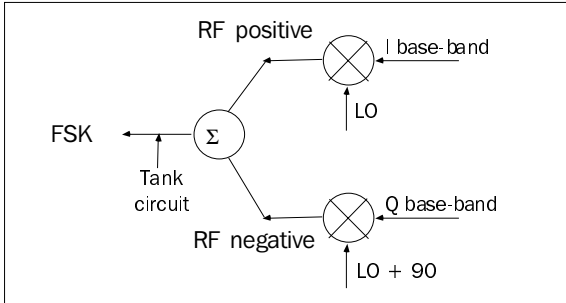 RF positive
I base-band
LO
FSK
Σ
Tank
circuit
Q base-band
RF negative
LO + 90